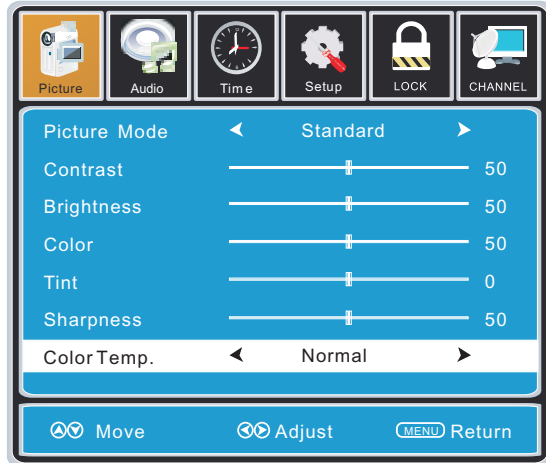 Picture Audio Time Setup LOCK CHANNEL
Picture Mode Standard
Contrast 50
Brightness 50
Color 50
Tint 0
Sharpness 50
Color Temp. Normal
Move Adjust MENU Return